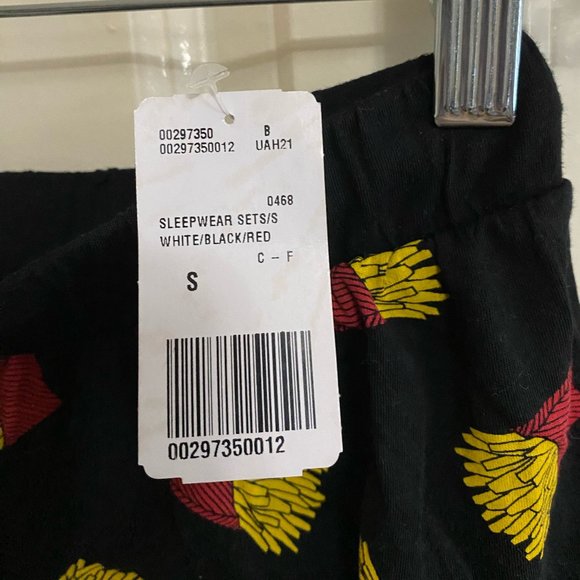 00297350 B
00297350012 UAH21
0468
SLEEPWEAR SETS/S
WHITE/BLACK/RED
C - F
S
00297350012